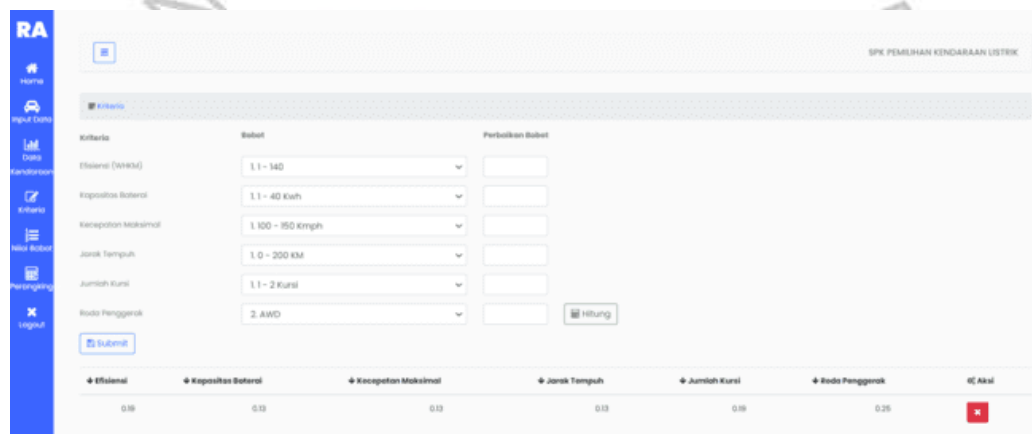 RA
SPK PEMILIHAN KENDARAAN LISTRIK
Home
Input Data
Data
Kendaraan
Kriteria
Nilai Bobot
Perangking
Logout
Kriteria
Kriteria Bobot Perbaikan Bobot
Efisiensi (WHKM) 1. 1 - 140
Kapasitas Baterai 1. 1 - 40 Kwh
Kecepatan Maksimal 1. 100 - 150 Kmph
Jarak Tempuh 1. 0 - 200 KM
Jumlah Kursi 1. 1 - 2 Kursi
Roda Penggerak 2. AWD Hitung
Submit
Efisiensi Kapasitas Baterai Kecepatan Maksimal Jarak Tempuh Jumlah Kursi Roda Penggerak Aksi
0.19 0.13 0.13 0.13 0.19 0.25